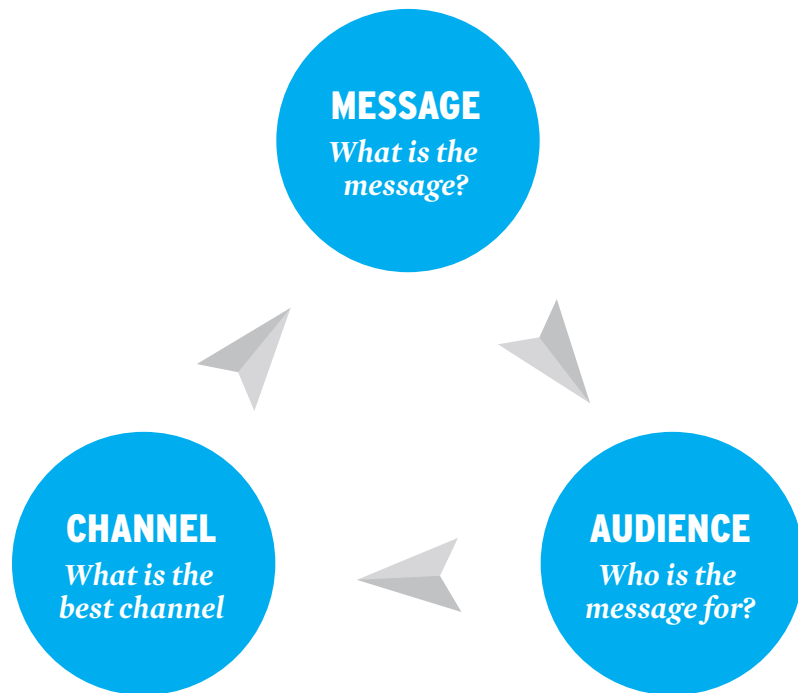 MESSAGE
What is the
message?
CHANNEL
What is the
best channel
AUDIENCE
Who is the
message for?